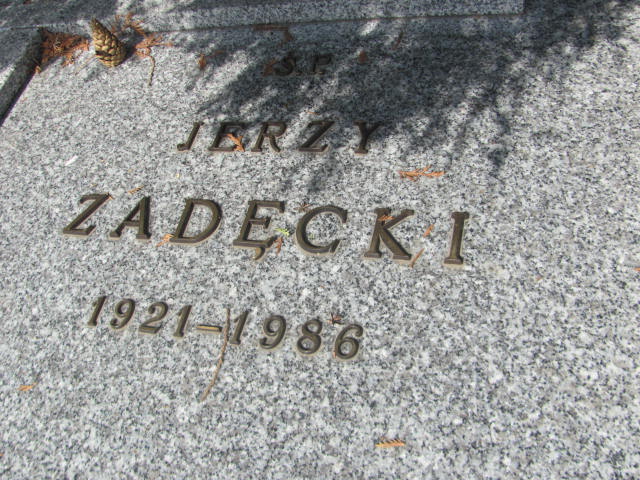 Ś.P.
JERZY
ZADĘCKI
1921-1986